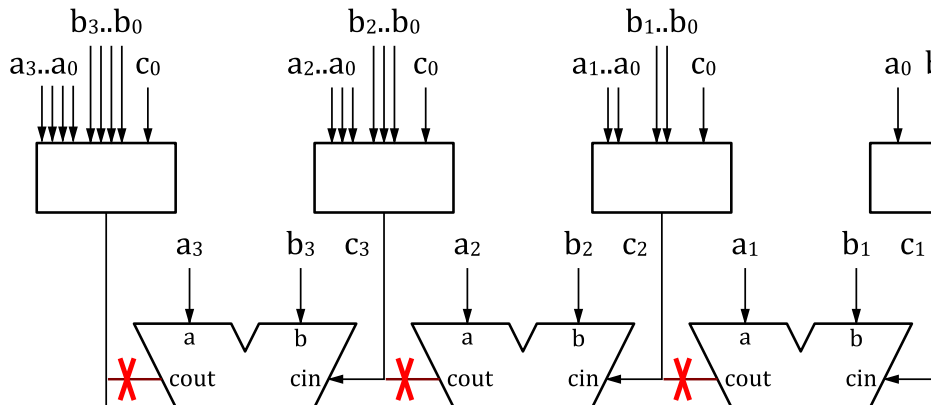 b₃..b₀ b₂..b₀ b₁..b₀
a₃..a₀ c₀ a₂..a₀ c₀ a₁..a₀ c₀ a₀ b
a₃ b₃ c₃ a₂ b₂ c₂ a₁ b₁ c₁
a b a b a b
cout cin cout cin cout cin